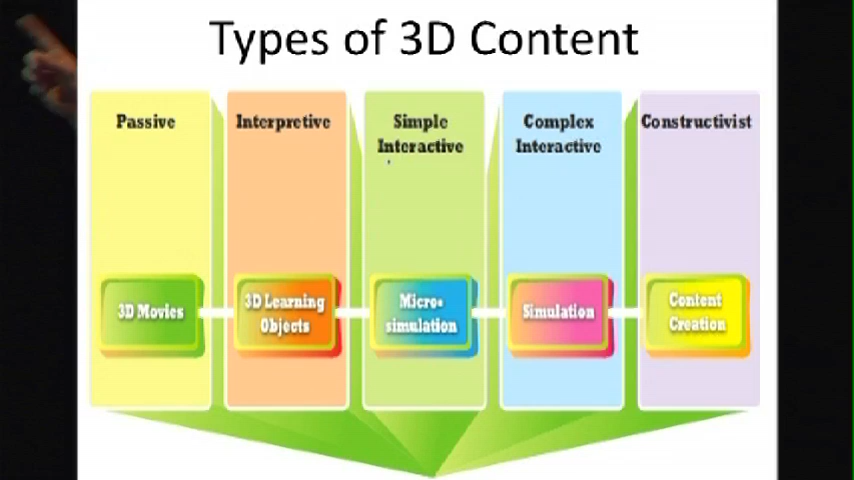 Types of 3D Content
Passive
Interpretive
Simple
Interactive
Complex
Interactive
Constructivist
3D Movies
3D Learning
Objects
Micro-
simulation
Simulation
Content
Creation